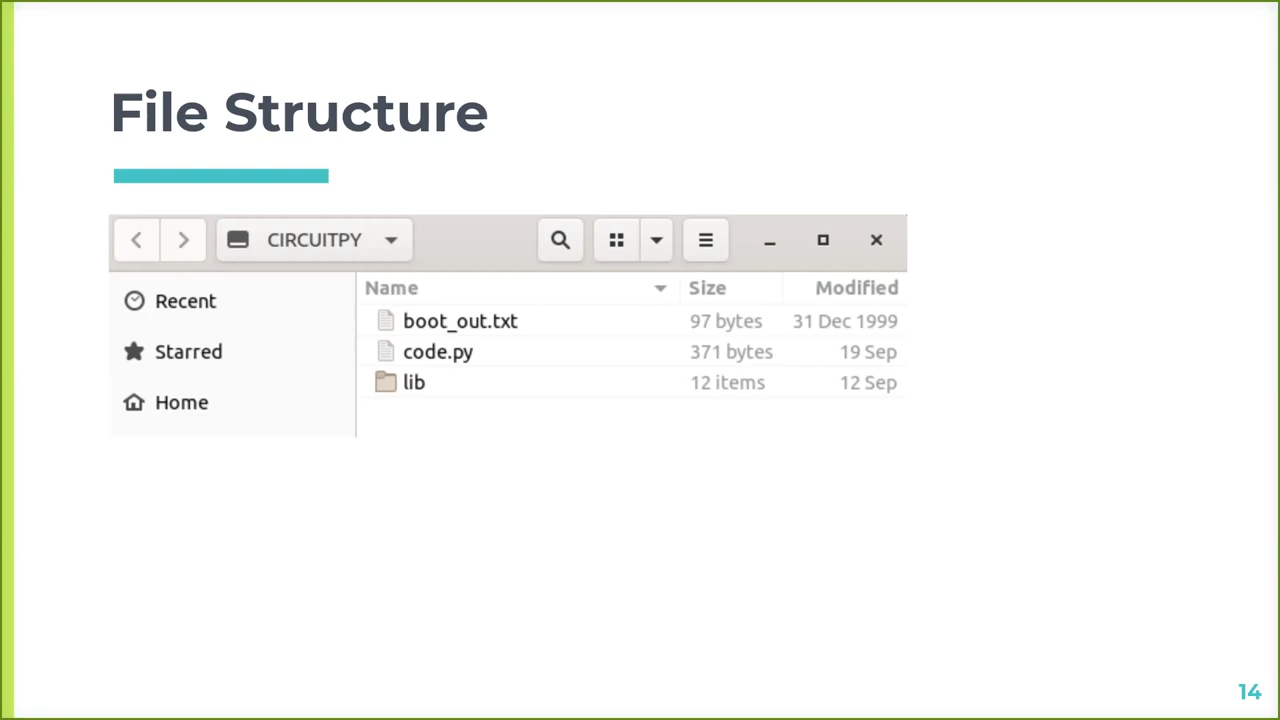 File Structure
CIRCUITPY
Recent
Starred
Home
Name Size Modified
boot_out.txt 97 bytes 31 Dec 1999
code.py 371 bytes 19 Sep
lib 12 items 12 Sep
14